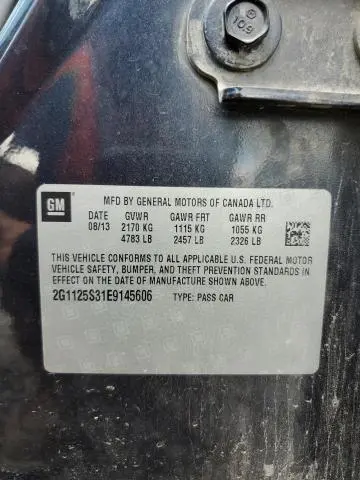 10.9
GM
MFD BY GENERAL MOTORS OF CANADA LTD.
DATE GVWR GAWR FRT GAWR RR
08/13 2170 KG 1115 KG 1055 KG
4783 LB 2457 LB 2326 LB
THIS VEHICLE CONFORMS TO ALL APPLICABLE U.S. FEDERAL MOTOR
VEHICLE SAFETY, BUMPER, AND THEFT PREVENTION STANDARDS IN
EFFECT ON THE DATE OF MANUFACTURE SHOWN ABOVE.
2G1125S31E9145606 TYPE: PASS CAR